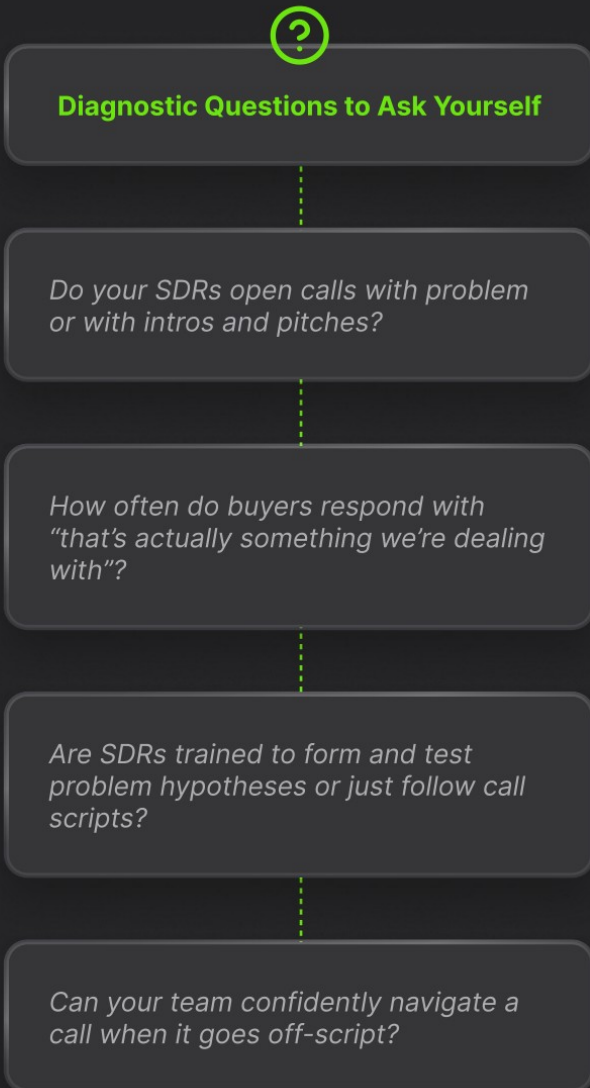 ?
Diagnostic Questions to Ask Yourself
Do your SDRs open calls with problem
or with intros and pitches?
How often do buyers respond with
“that’s actually something we’re dealing
with”?
Are SDRs trained to form and test
problem hypotheses or just follow call
scripts?
Can your team confidently navigate a
call when it goes off-script?